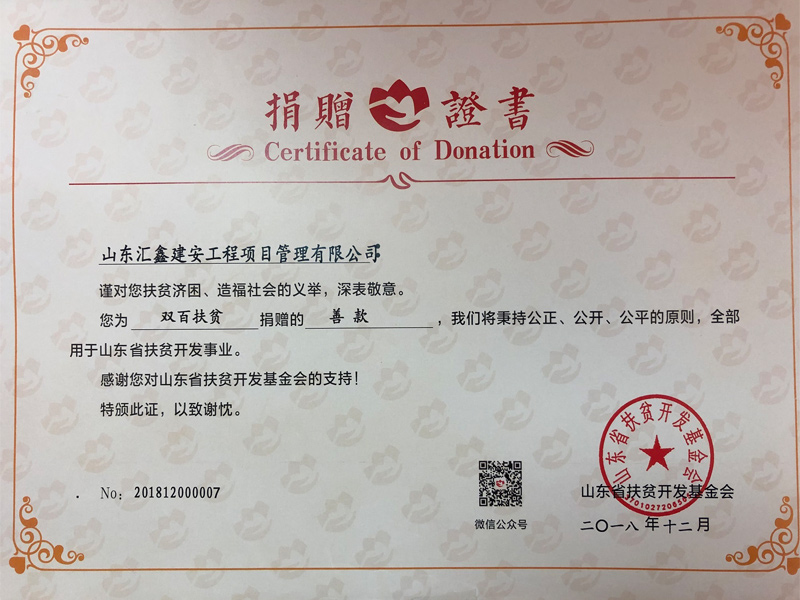 捐贈 證書
Certificate of Donation
山东汇鑫建安工程项目管理有限公司
谨对您扶贫济困、造福社会的义举，深表敬意。
您为 双百扶贫 捐赠的 善款 ，我们将秉持公正、公开、公平的原则，全部
用于山东省扶贫开发事业。
感谢您对山东省扶贫开发基金会的支持！
特颁此证，以致谢忱。
山东省扶贫开发基金会
No: 201812000007
山东省扶贫开发基金会
微信公众号
二〇一八年十二月